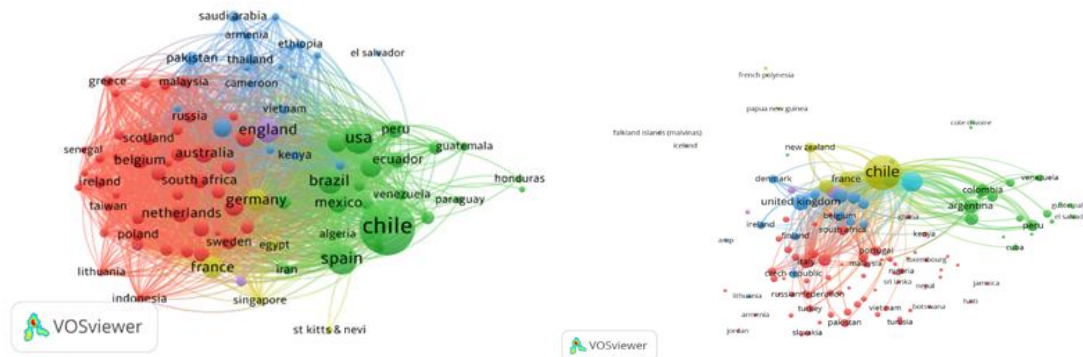 saudi arabia
armenia
ethiopia
el salvador
pakistan
thailand
cameroon
greece
malaysia
vietnam
russia
england
usa
peru
scotland
senegal
belgium
australia
kenya
ecuador
guatemala
ireland
south africa
brazil
honduras
taiwan
germany
mexico
venezuela
paraguay
netherlands
chile
poland
sweden
egypt
algeria
spain
lithuania
france
iran
indonesia
singapore
st kitts & nevi
VOSviewer
french polynesia
papua new guinea
falkland islands (malvinas)
iceland
cote d'ivoire
new zealand
chile
denmark
france
colombia
venezuela
united kingdom
argentina
belgium
ireland
south africa
peru
el salv
finland
kenya
cuba
portugal
italy
malaysia
luxembourg
czech republic
nigeria
sri lanka
nepal
jamaica
lithuania
russian federation
botswana
haiti
armenia
turkey
vietnam
pakistan
tunisia
jordan
slovakia
VOSviewer